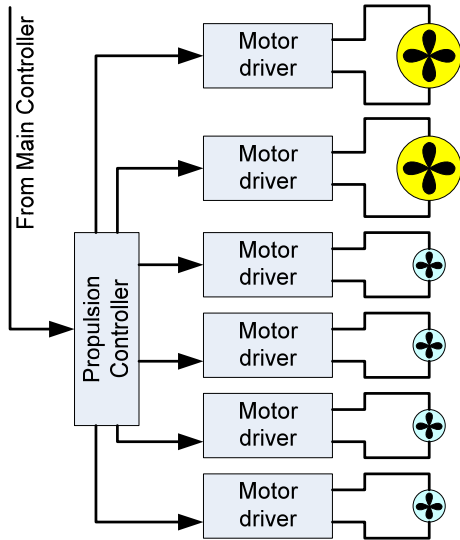 From Main Controller
Propulsion
Controller
Motor
driver
Motor
driver
Motor
driver
Motor
driver
Motor
driver
Motor
driver